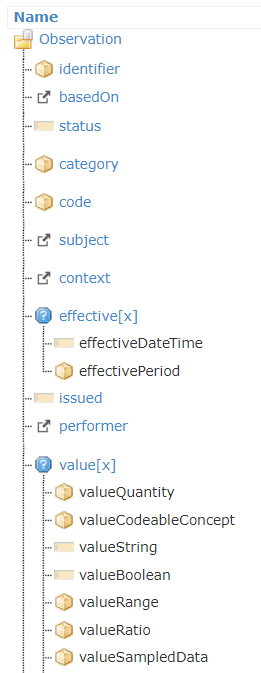 Name
Observation
identifier
basedOn
status
category
code
subject
context
effective[x]
effectiveDateTime
effectivePeriod
issued
performer
value[x]
valueQuantity
valueCodeableConcept
valueString
valueBoolean
valueRange
valueRatio
valueSampledData